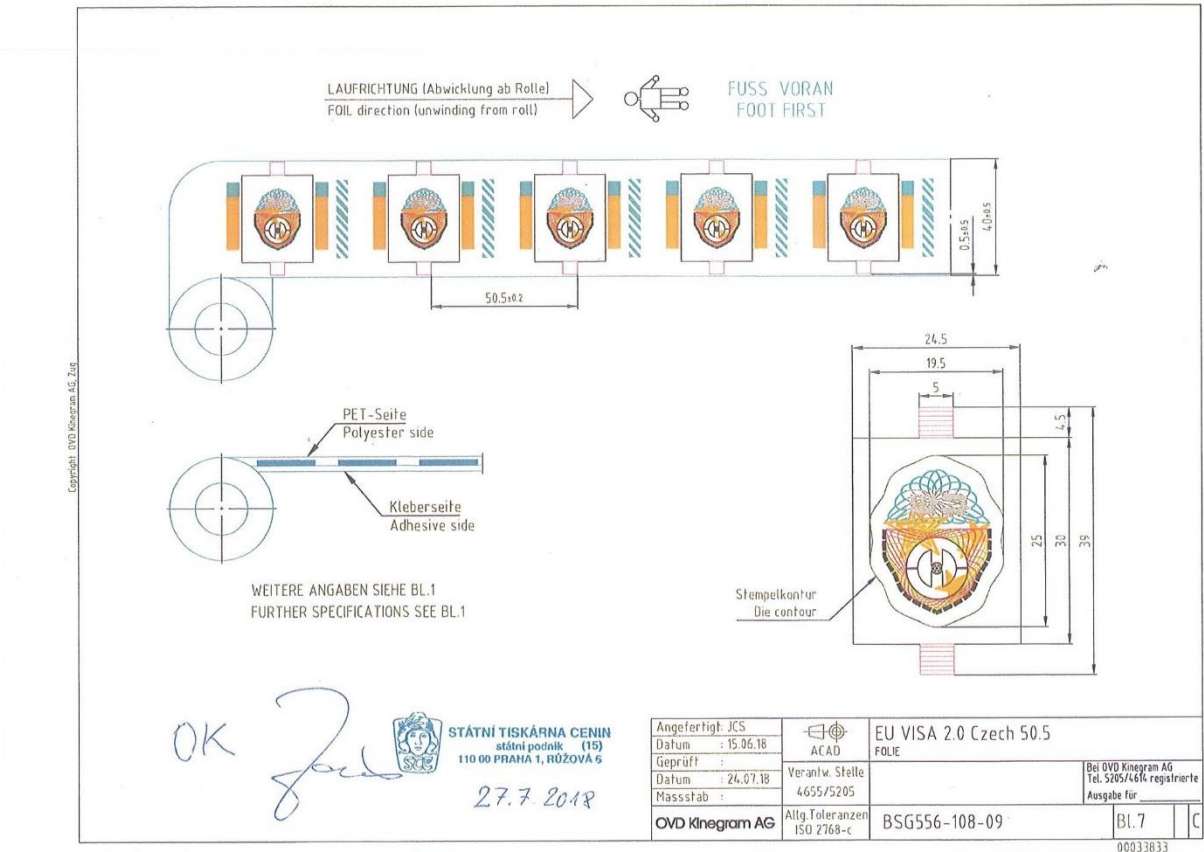 LAUFRICHTUNG (Abwicklung ab Rolle)
FOIL direction (unwinding from roll)
FUSS VORAN
FOOT FIRST
50.5±0.2
0.5±0.5
40±0.5
Copyright OVD Kinegram AG, Zug
PET-Seite
Polyester side
Kleberseite
Adhesive side
WEITERE ANGABEN SIEHE BL.1
FURTHER SPECIFICATIONS SEE BL.1
24.5
19.5
5
4.5
25
30
39
Stempelkontur
Die contour
OK
STÁTNÍ TISKÁRNA CENIN
státní podnik (15)
110 00 PRAHA 1, RŮŽOVÁ 6
27.7.2018
Angefertigt: JCS
Datum : 15.06.18
Geprüft :
Datum : 24.07.18
Massstab :
OVD Kinegram AG
ACAD
Verantw. Stelle
4655/5205
Allg.Toleranzen
ISO 2768-c
EU VISA 2.0 Czech 50.5
FOLIE
Bei OVD Kinegram AG
Tel. 5205/4614 registrierte
Ausgabe für
BSG556-108-09
Bl.7
C
00033833